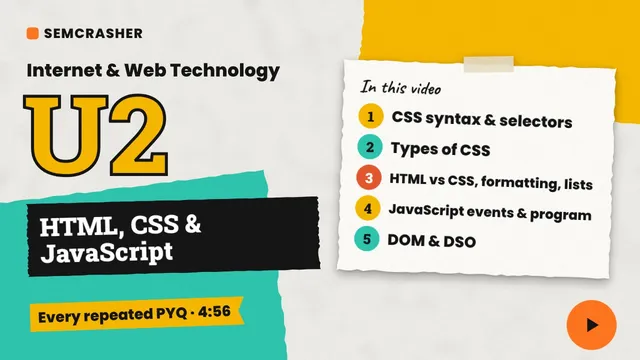 SEMCRASHER
Internet & Web Technology
U2
HTML, CSS &
JavaScript
Every repeated PYQ · 4:56
In this video
1 CSS syntax & selectors
2 Types of CSS
3 HTML vs CSS, formatting, lists
4 JavaScript events & program
5 DOM & DSO